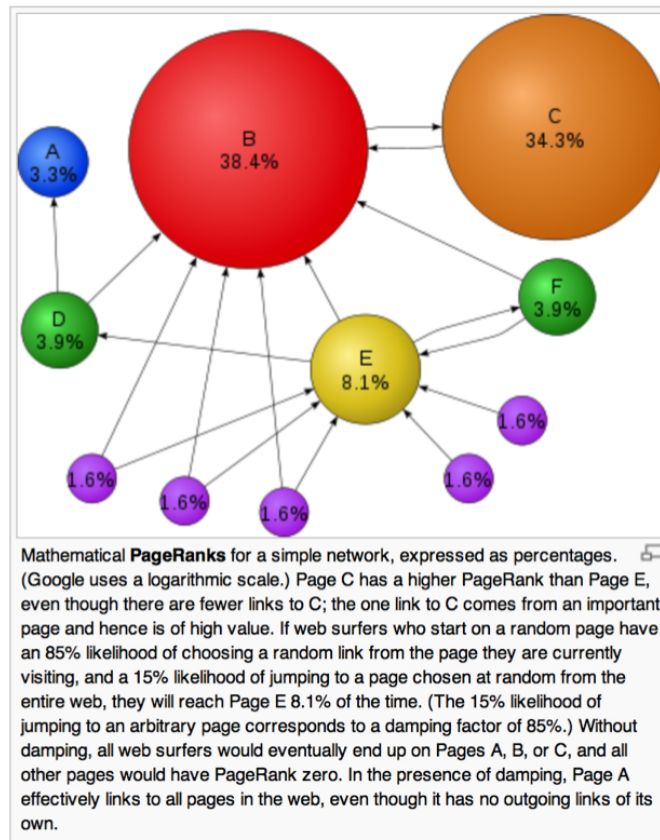 A
3.3%
B
38.4%
C
34.3%
D
3.9%
E
8.1%
F
3.9%
1.6%
1.6%
1.6%
1.6%
1.6%
Mathematical PageRanks for a simple network, expressed as percentages.
(Google uses a logarithmic scale.) Page C has a higher PageRank than Page E,
even though there are fewer links to C; the one link to C comes from an important
page and hence is of high value. If web surfers who start on a random page have
an 85% likelihood of choosing a random link from the page they are currently
visiting, and a 15% likelihood of jumping to a page chosen at random from the
entire web, they will reach Page E 8.1% of the time. (The 15% likelihood of
jumping to an arbitrary page corresponds to a damping factor of 85%.) Without
damping, all web surfers would eventually end up on Pages A, B, or C, and all
other pages would have PageRank zero. In the presence of damping, Page A
effectively links to all pages in the web, even though it has no outgoing links of its
own.